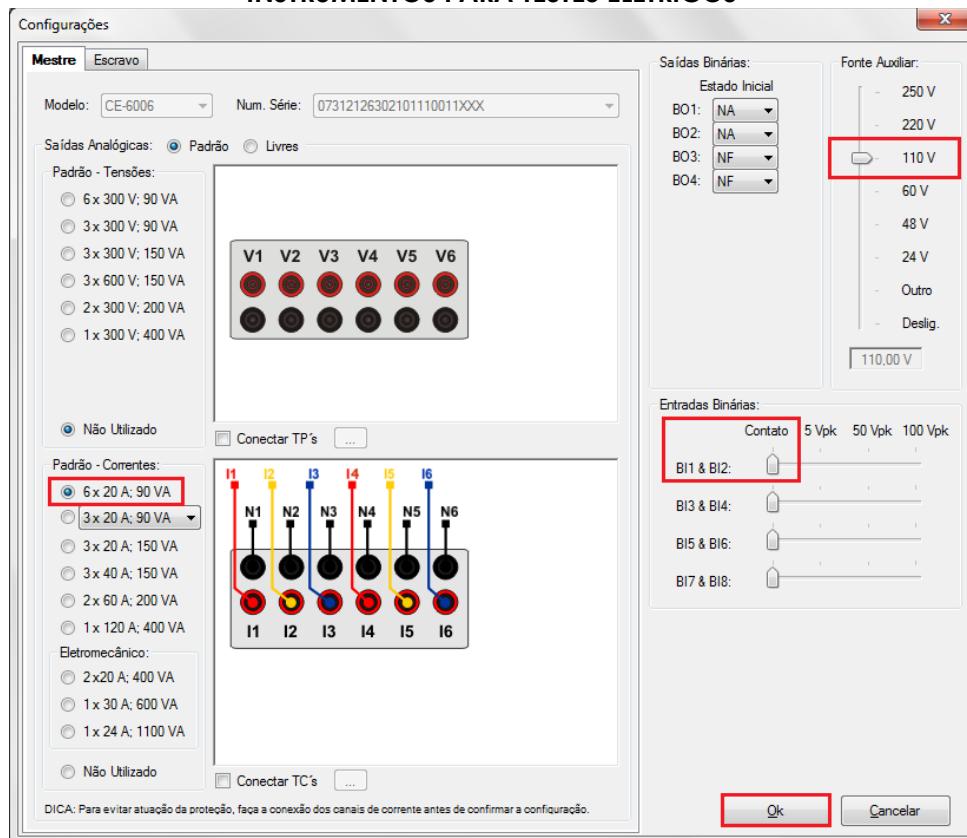 INSTRUMENTOS PARA TESTES ELÉTRICOS
Configurações
Mestre Escravo
Modelo: CE-6006 Num. Série: 07312126302101110011XXX
Saídas Analógicas: Padrão Livres
Padrão - Tensões:
6 x 300 V; 90 VA
3 x 300 V; 90 VA
3 x 300 V; 150 VA
3 x 600 V; 150 VA
2 x 300 V; 200 VA
1 x 300 V; 400 VA
Não Utilizado
V1 V2 V3 V4 V5 V6
Conectar TP´s ...
Padrão - Correntes:
6 x 20 A; 90 VA
3 x 20 A; 90 VA
3 x 20 A; 150 VA
3 x 40 A; 150 VA
2 x 60 A; 200 VA
1 x 120 A; 400 VA
Eletromecânico:
2 x20 A; 400 VA
1 x 30 A; 600 VA
1 x 24 A; 1100 VA
Não Utilizado
I1 I2 I3 I4 I5 I6
N1 N2 N3 N4 N5 N6
I1 I2 I3 I4 I5 I6
Conectar TC´s ...
DICA: Para evitar atuação da proteção, faça a conexão dos canais de corrente antes de confirmar a configuração.
Saídas Binárias:
Estado Inicial
BO1: NA
BO2: NA
BO3: NF
BO4: NF
Fonte Auxiliar:
250 V
220 V
110 V
60 V
48 V
24 V
Outro
Deslig.
110,00 V
Entradas Binárias:
Contato 5 Vpk 50 Vpk 100 Vpk
BI1 & BI2:
BI3 & BI4:
BI5 & BI6:
BI7 & BI8:
Ok Cancelar